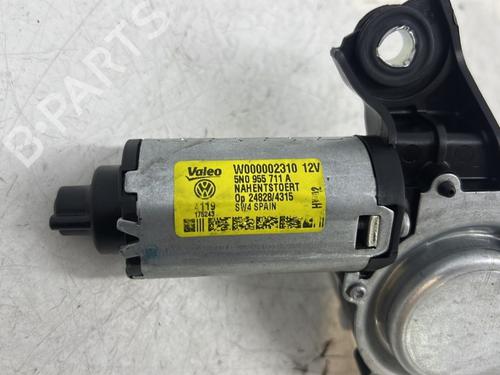 B-PARTS
Valeo
W000002310 12V
5N0 955 711 A
NAHENTSTOERT
Op 24828/4315
SW4 SPAIN
4119
175243